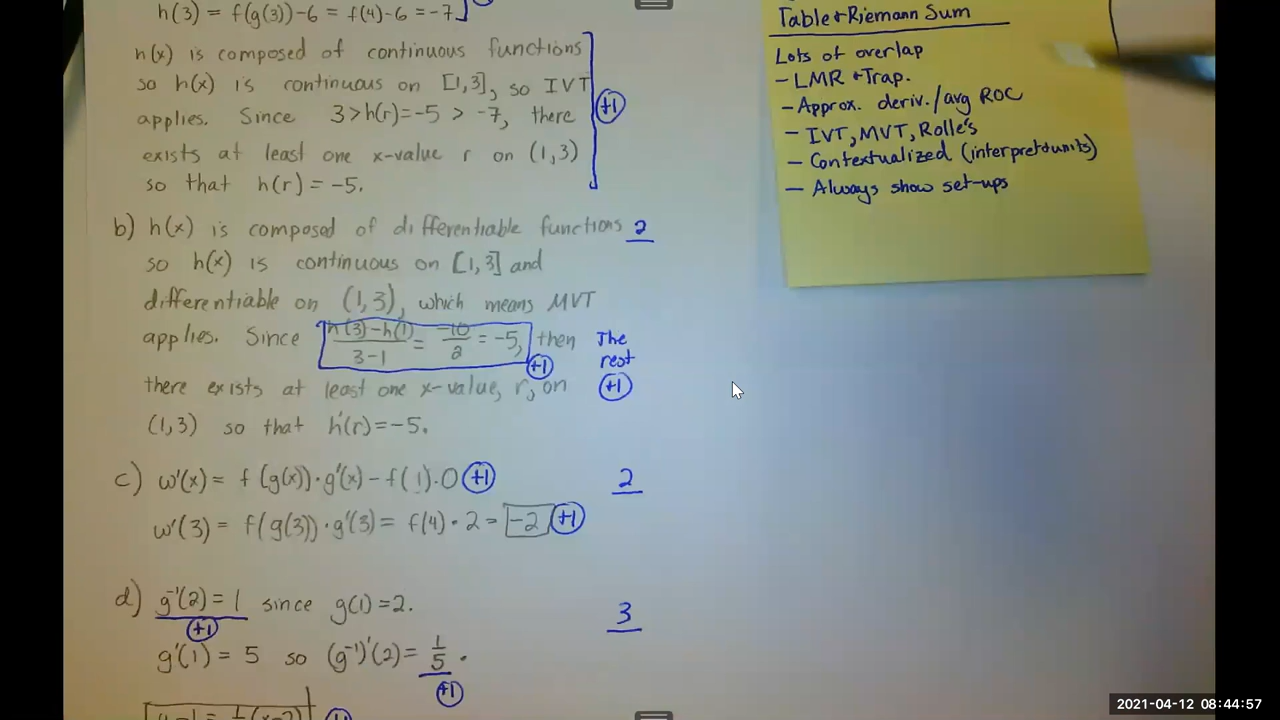 h(3) = f(g(3))-6 = f(4)-6 = -7
h(x) is composed of continuous functions
so h(x) is continuous on [1,3], so IVT
applies. Since 3>h(r)=-5 > -7, there
exists at least one x-value r on (1,3)
so that h(r) = -5.
+1
b) h(x) is composed of differentiable functions 2
so h(x) is continuous on [1,3] and
differentiable on (1,3), which means MVT
applies. Since h(3)-h(1)/3-1 = -10/2 = -5, then
+1
The
rest
+1
there exists at least one x-value, r, on
(1,3) so that h'(r)=-5.
c) w'(x) = f(g(x))·g'(x) - f(1)·0 +1 2
w'(3) = f(g(3))·g'(3) = f(4)·2 = -2 +1
d) g⁻¹(2) = 1 since g(1) = 2. 3
+1
g'(1) = 5 so (g⁻¹)'(2) = 1/5.
+1
Table + Riemann Sum
Lots of overlap
- LMR + Trap.
- Approx. deriv./avg ROC
- IVT, MVT, Rolle's
- Contextualized (interpret+units)
- Always show set-ups
2021-04-12 08:44:57